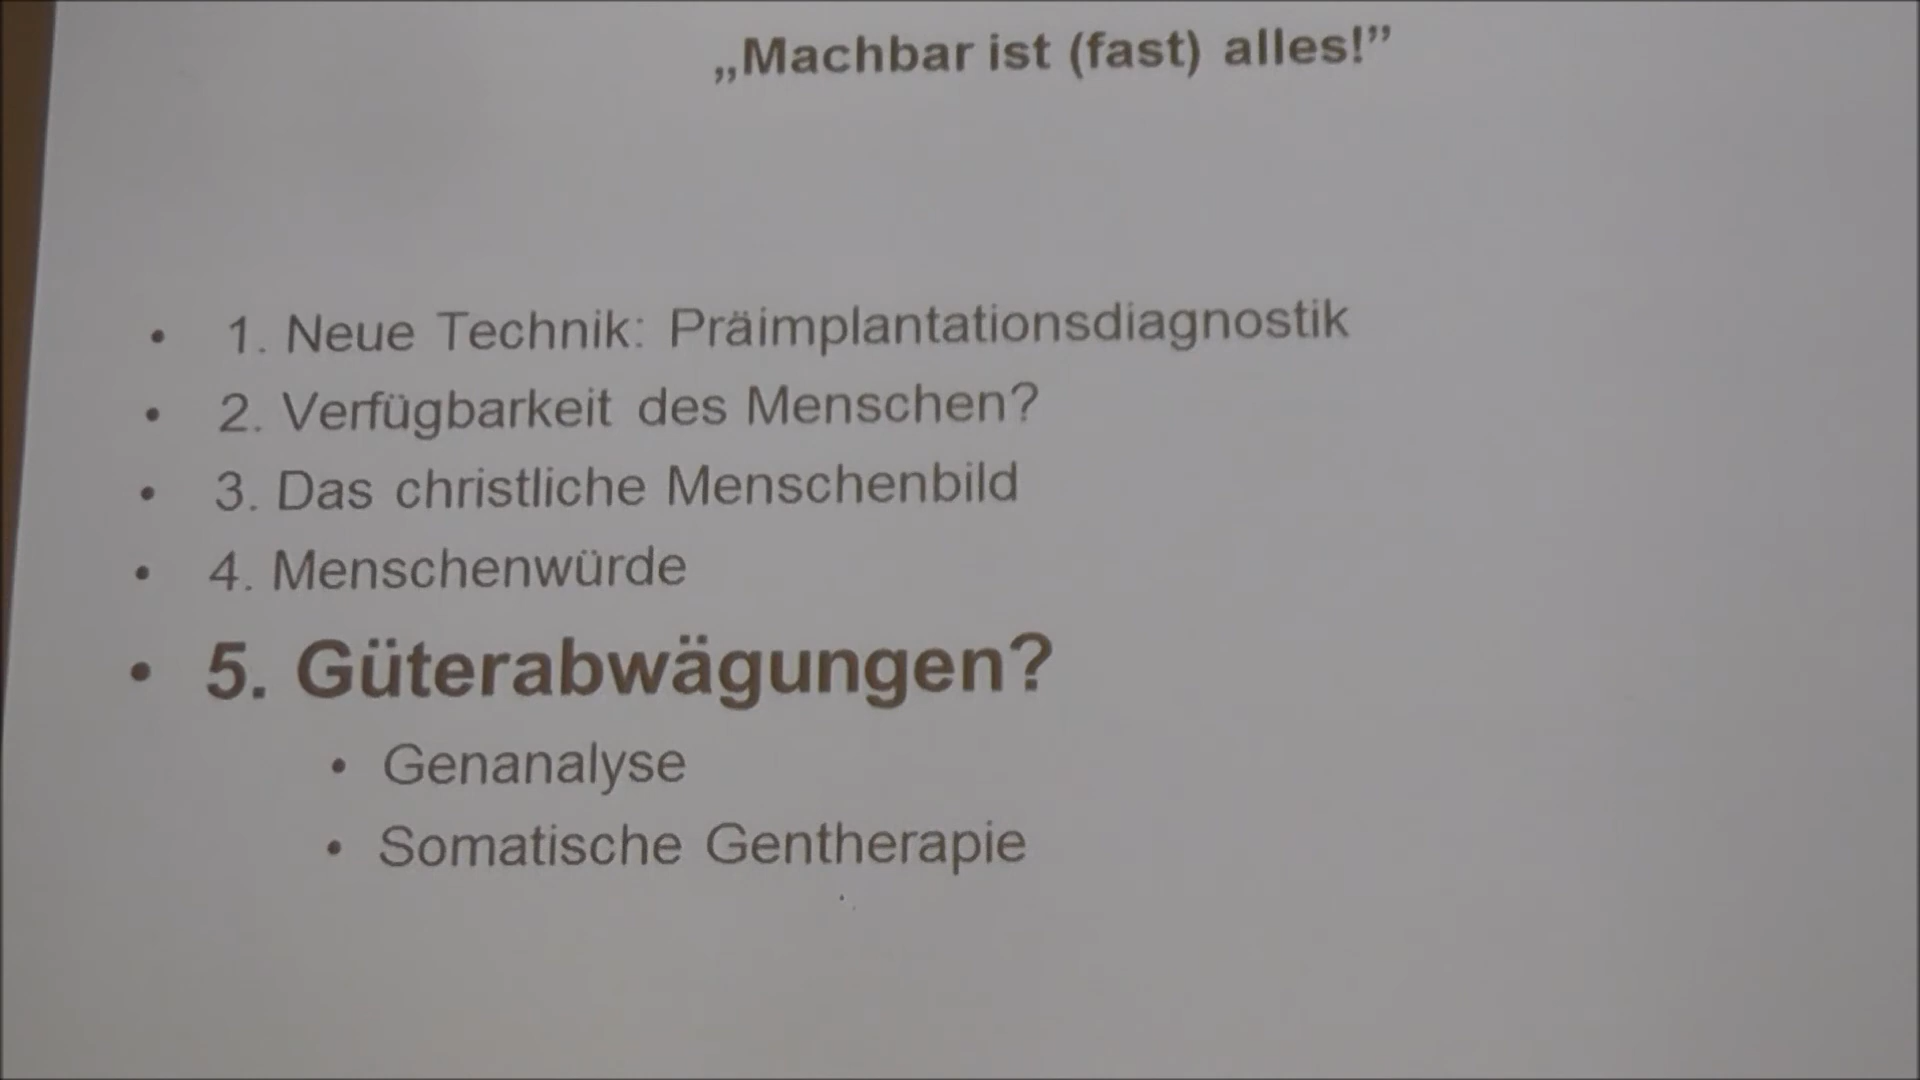 „Machbar ist (fast) alles!”
• 1. Neue Technik: Präimplantationsdiagnostik
• 2. Verfügbarkeit des Menschen?
• 3. Das christliche Menschenbild
• 4. Menschenwürde
• 5. Güterabwägungen?
• Genanalyse
• Somatische Gentherapie